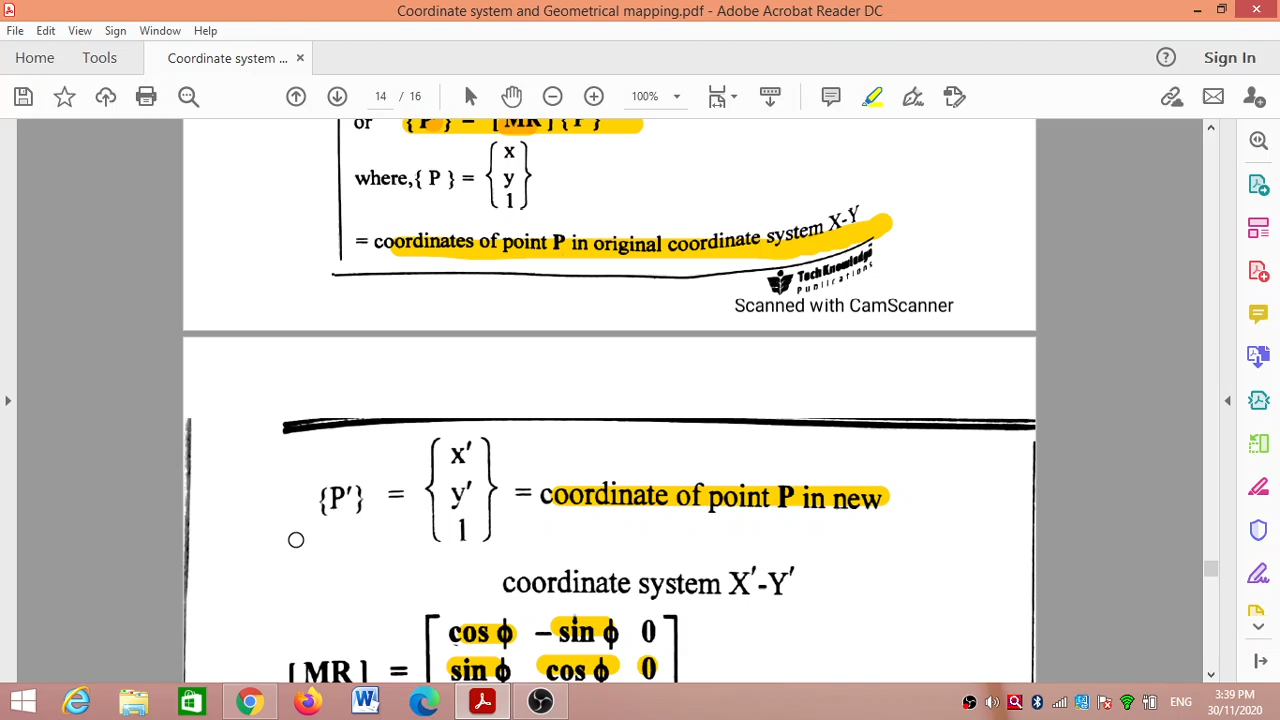 Coordinate system and Geometrical mapping.pdf - Adobe Acrobat Reader DC
File Edit View Sign Window Help
Home Tools Coordinate system ... × Sign In
14 / 16 100%
or { P' } = [ MR ] { P }
where,{ P } = { x
y
1 }
= coordinates of point P in original coordinate system X-Y
TechKnowledge
Publications
Scanned with CamScanner
{P′} = { x′
y′
1 } = coordinate of point P in new
coordinate system X′-Y′
[ MR ] = [ cos ϕ – sin ϕ 0
sin ϕ cos ϕ 0
ENG
3:39 PM
30/11/2020